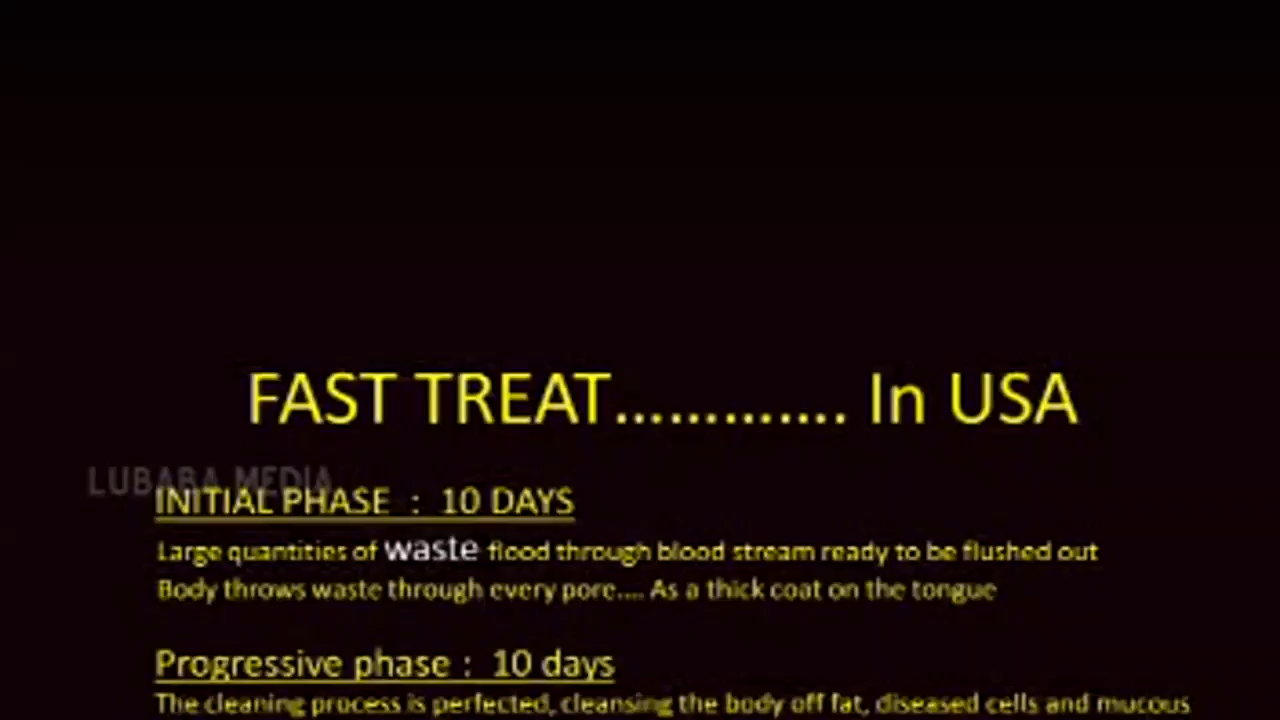 FAST TREAT............. In USA
LUBABA MEDIA
INITIAL PHASE : 10 DAYS
Large quantities of waste flood through blood stream ready to be flushed out
Body throws waste through every pore.... As a thick coat on the tongue
Progressive phase : 10 days
The cleaning process is perfected, cleansing the body off fat, diseased cells and mucous